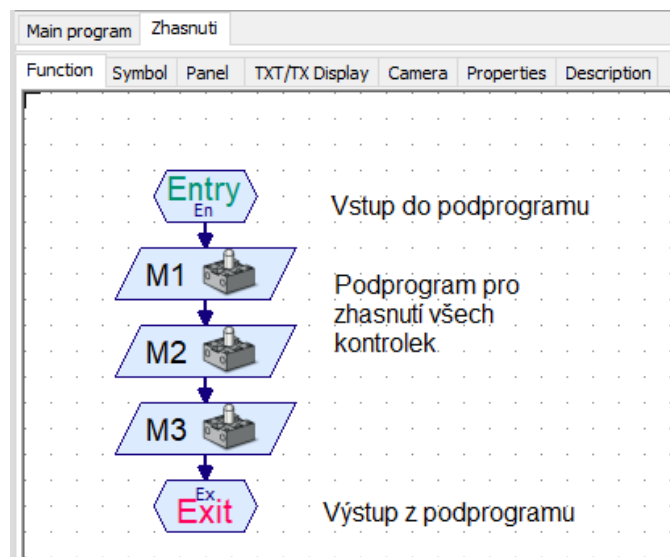 Main program Zhasnuti
Function Symbol Panel TXT/TX Display Camera Properties Description
Entry
En
Vstup do podprogramu
M1
Podprogram pro
zhasnutí všech
kontrolek
M2
M3
Ex
Exit
Výstup z podprogramu